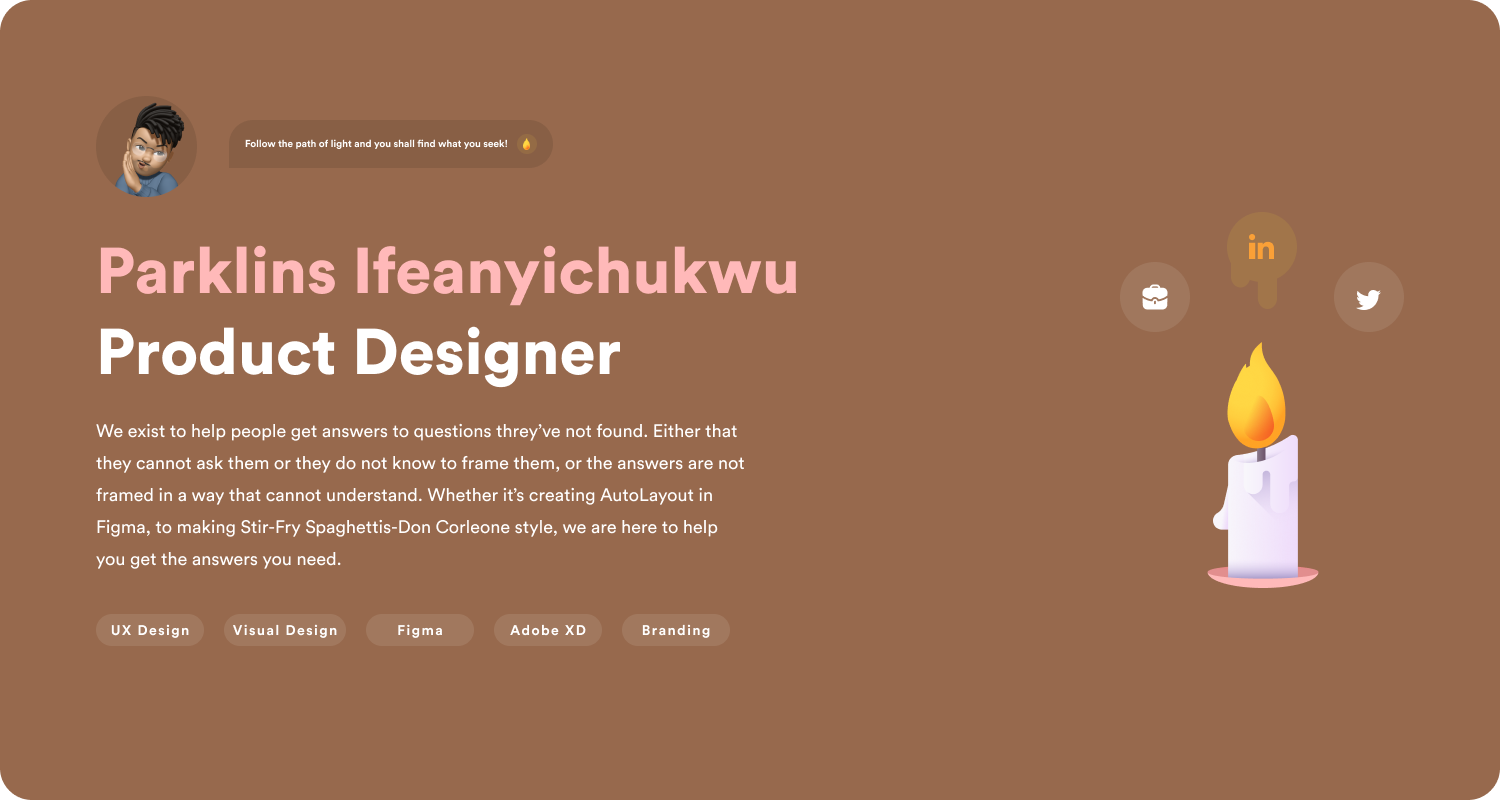 Follow the path of light and you shall find what you seek!
Parklins Ifeanyichukwu
in
Product Designer
We exist to help people get answers to questions threy’ve not found. Either that
they cannot ask them or they do not know to frame them, or the answers are not
framed in a way that cannot understand. Whether it’s creating AutoLayout in
Figma, to making Stir-Fry Spaghettis-Don Corleone style, we are here to help
you get the answers you need.
UX Design
Visual Design
Figma
Adobe XD
Branding